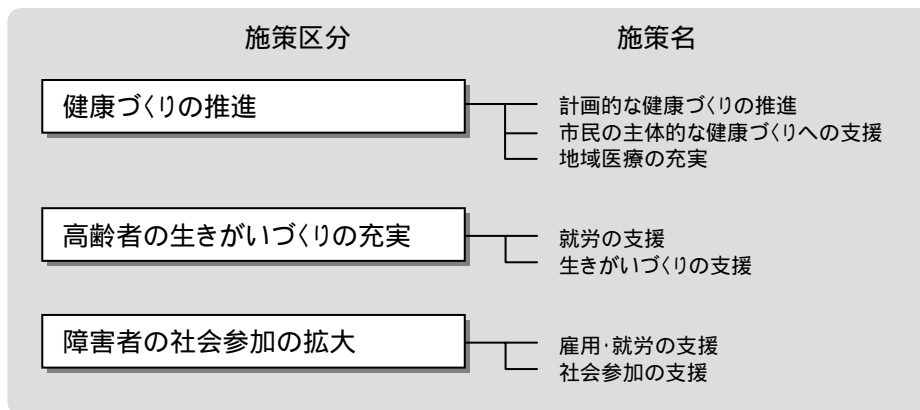 施策区分 施策名
健康づくりの推進
計画的な健康づくりの推進
市民の主体的な健康づくりへの支援
地域医療の充実
高齢者の生きがいづくりの充実
就労の支援
生きがいづくりの支援
障害者の社会参加の拡大
雇用・就労の支援
社会参加の支援